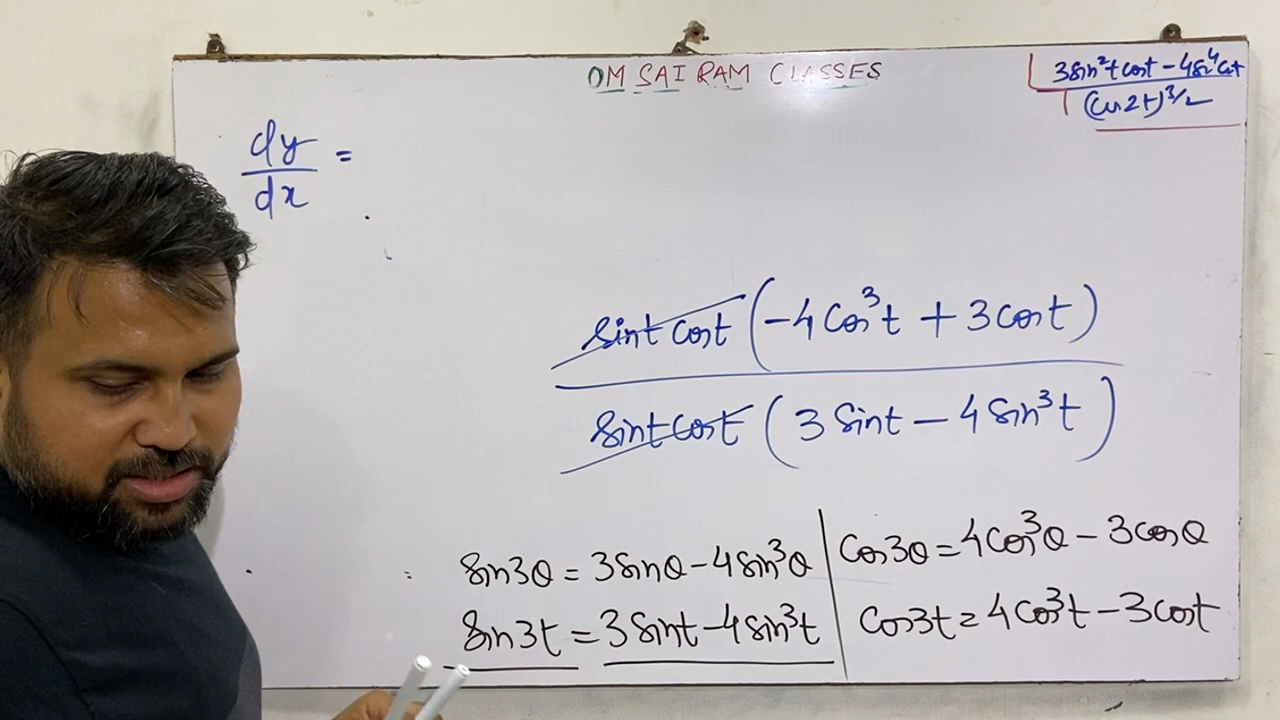 OM SAI RAM CLASSES
3sin²t cost - 4sin⁴t cost
(cos2t)^3/2
dy
dx =
sint cost (-4cos³t + 3cost)
sint cost (3sint - 4sin³t)
sin3θ = 3sinθ - 4sin³θ | cos3θ = 4cos³θ - 3cosθ
sin3t = 3sint - 4sin³t | cos3t = 4cos³t - 3cost